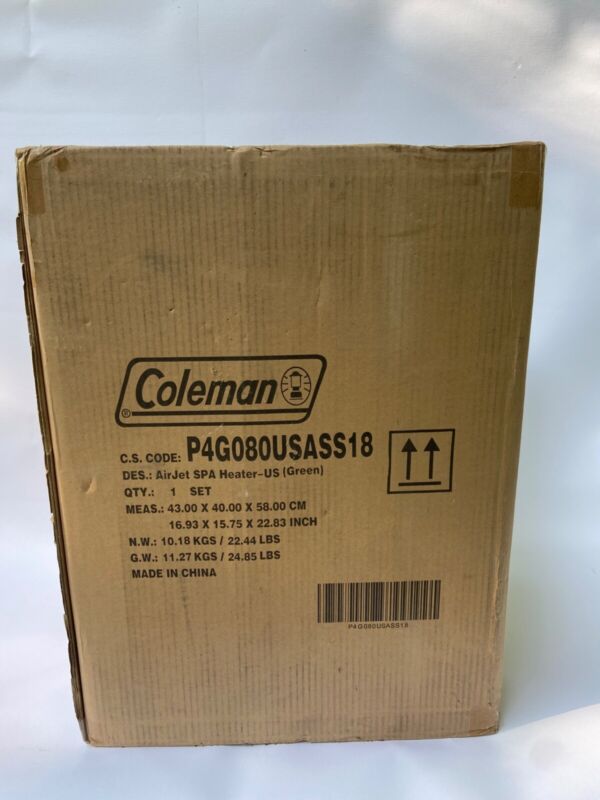 Coleman
®
C.S. CODE: P4G080USASS18
DES.: AirJet SPA Heater-US (Green)
QTY.: 1 SET
MEAS.: 43.00 X 40.00 X 58.00 CM
16.93 X 15.75 X 22.83 INCH
N.W.: 10.18 KGS / 22.44 LBS
G.W.: 11.27 KGS / 24.85 LBS
MADE IN CHINA
P4G080USASS18